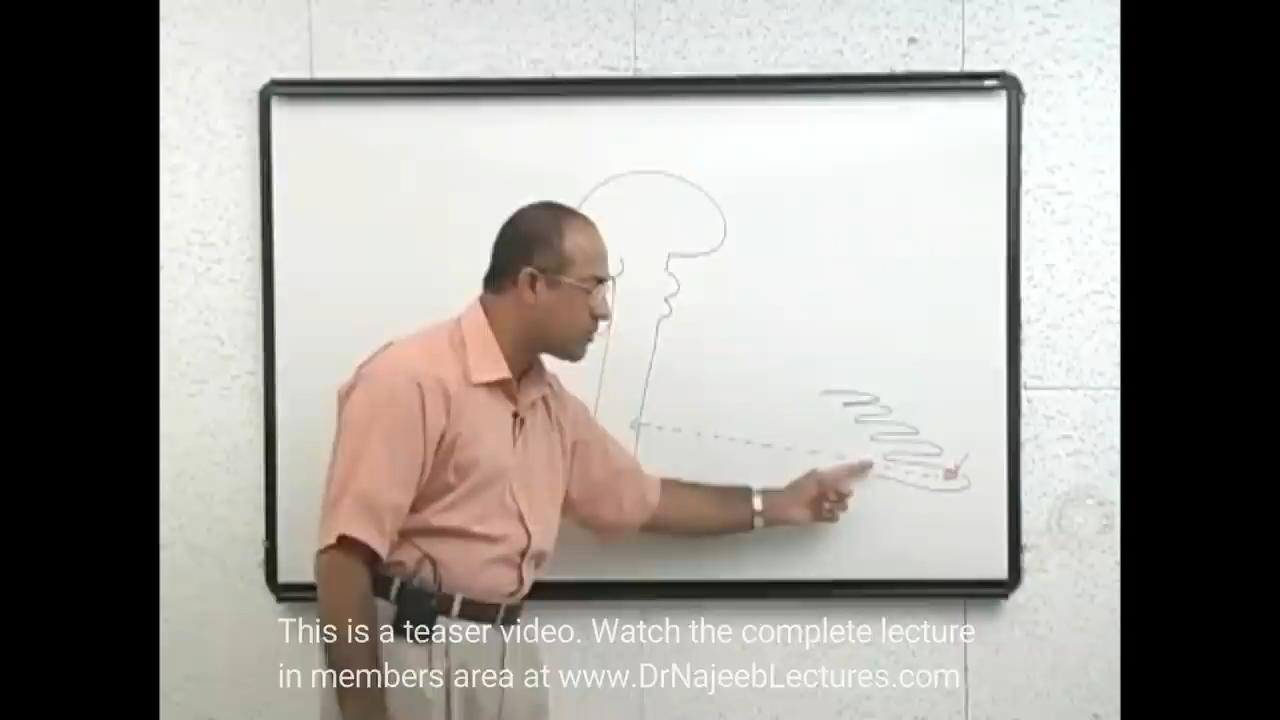 This is a teaser video. Watch the complete lecture
in members area at www.DrNajeebLectures.com